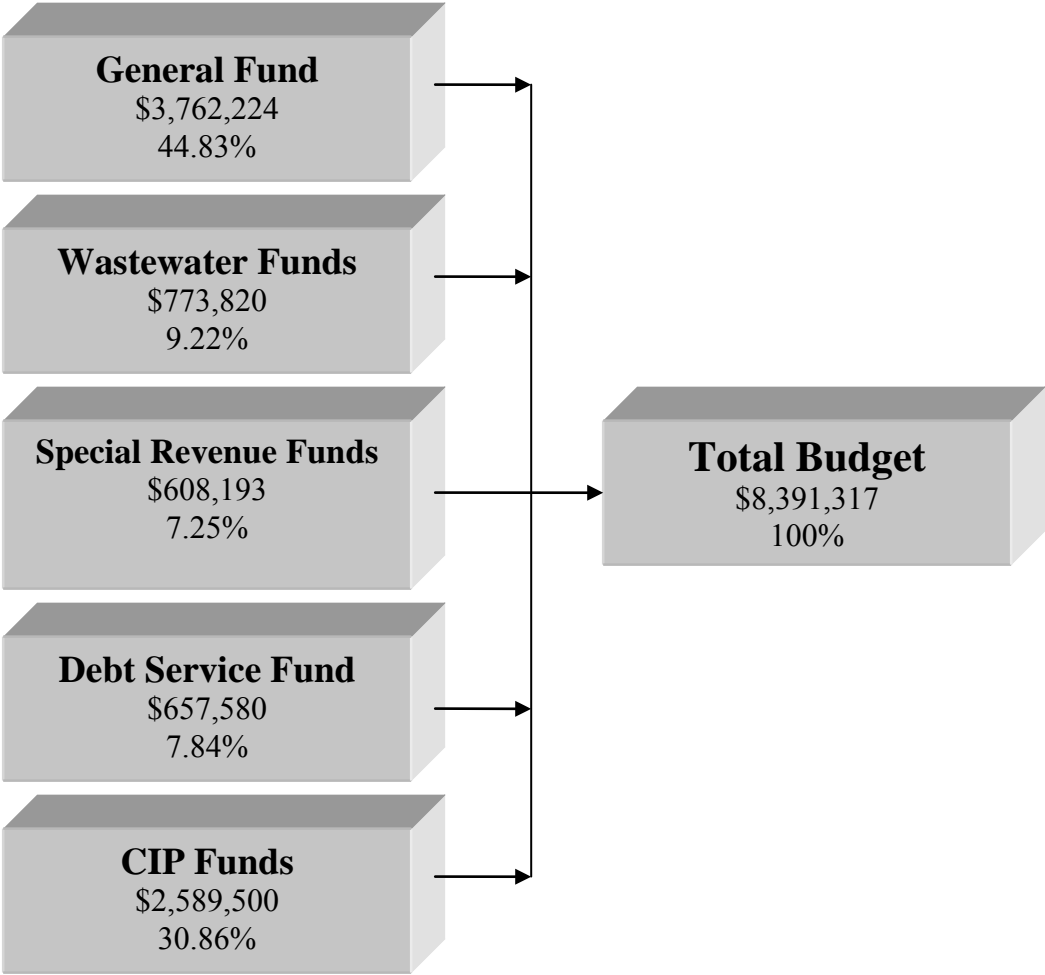 General Fund
$3,762,224
44.83%
Wastewater Funds
$773,820
9.22%
Special Revenue Funds
$608,193
7.25%
Total Budget
$8,391,317
100%
Debt Service Fund
$657,580
7.84%
CIP Funds
$2,589,500
30.86%